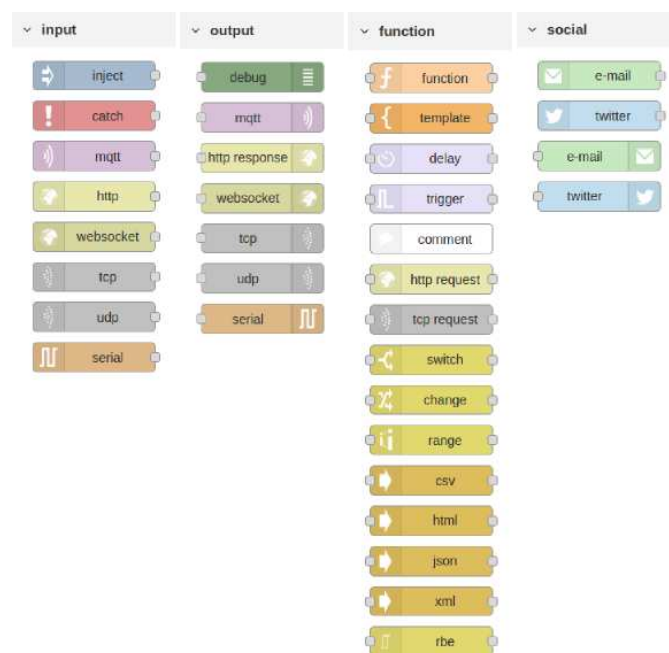 input
inject
catch
mqtt
http
websocket
tcp
udp
serial
output
debug
mqtt
http response
websocket
tcp
udp
serial
function
function
template
delay
trigger
comment
http request
tcp request
switch
change
range
csv
html
json
xml
rbe
social
e-mail
twitter
e-mail
twitter